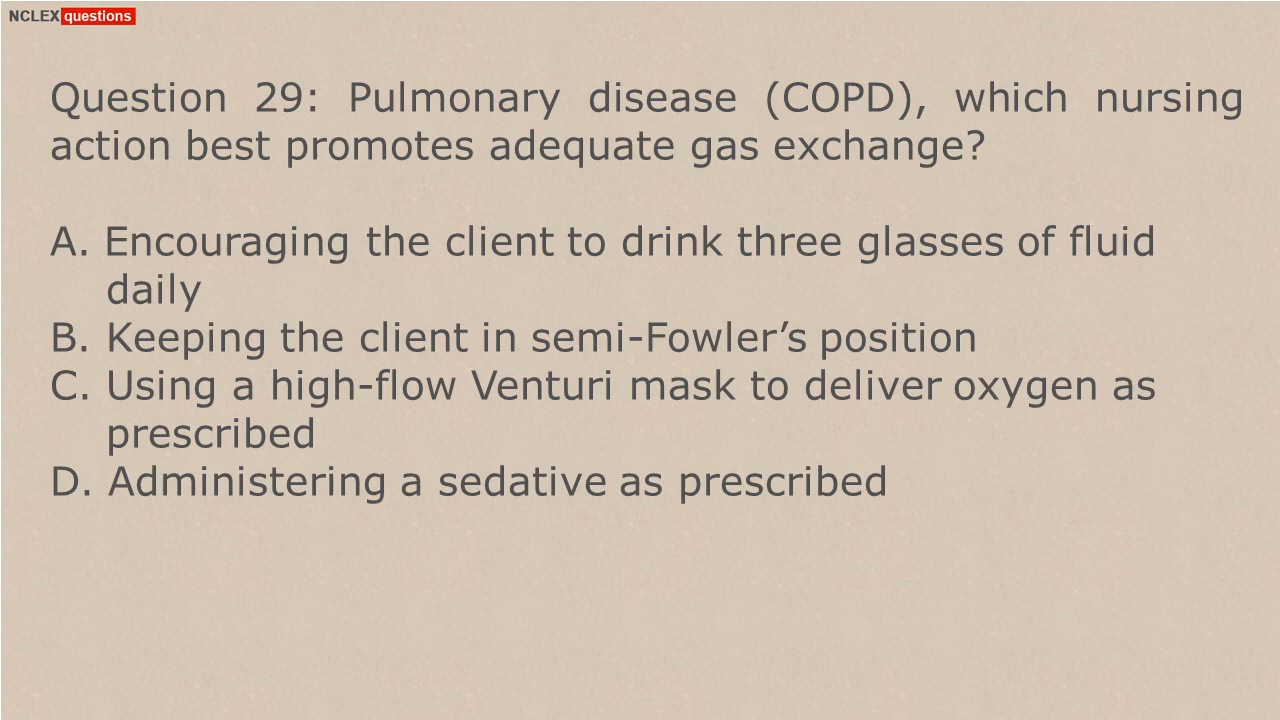 NCLEX questions
Question 29: Pulmonary disease (COPD), which nursing
action best promotes adequate gas exchange?
A. Encouraging the client to drink three glasses of fluid
daily
B. Keeping the client in semi-Fowler’s position
C. Using a high-flow Venturi mask to deliver oxygen as
prescribed
D. Administering a sedative as prescribed